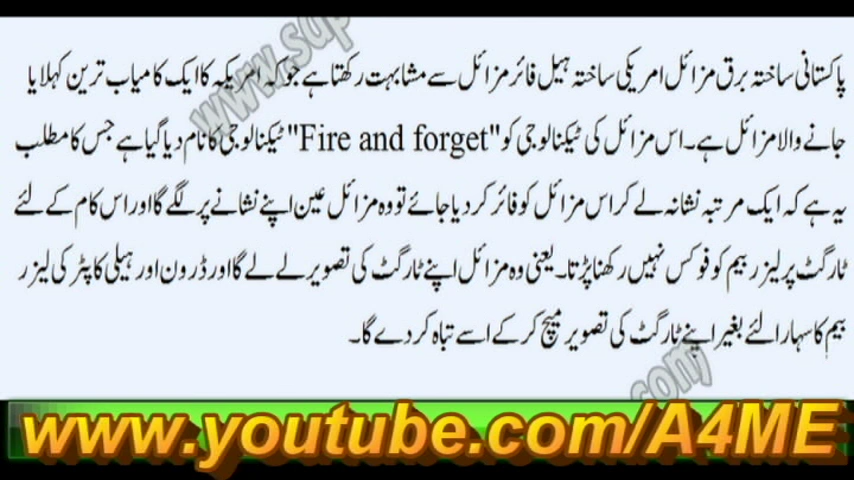 پاکستانی ساختہ برق مزائل امریکی ساختہ ہیل فائر مزائل سے مشابہت رکھتا ہے جو کہ امریکہ کا ایک کامیاب ترین کہلایا
جانے والا مزائل ہے۔ اس مزائل کی ٹیکنالوجی کو "Fire and forget" ٹیکنالوجی کا نام دیا گیا ہے جس کا مطلب
یہ ہے کہ ایک مرتبہ نشانہ لے کر اس مزائل کو فائر کر دیا جائے تو وہ مزائل عین اپنے نشانے پر لگے گا اور اس کام کے لئے
ٹارگٹ پر لیزر بیم کو فوکس نہیں رکھنا پڑتا۔ یعنی وہ مزائل اپنے ٹارگٹ کی تصویر لے لے گا اور ڈرون اور ہیلی کاپٹر کی لیزر
بیم کا سہارا لئے بغیر اپنے ٹارگٹ کی تصویر میچ کر کے اسے تباہ کر دے گا۔
www.youtube.com/A4ME